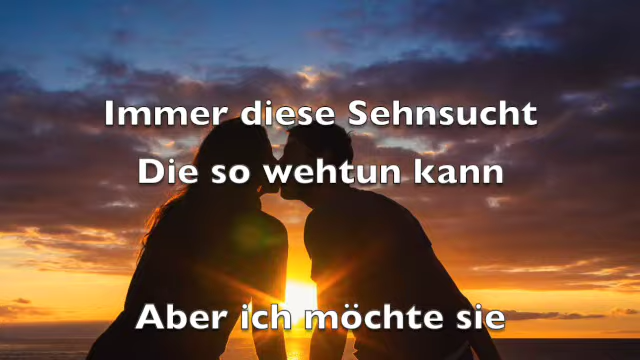 Immer diese Sehnsucht
Die so wehtun kann
Aber ich möchte sie